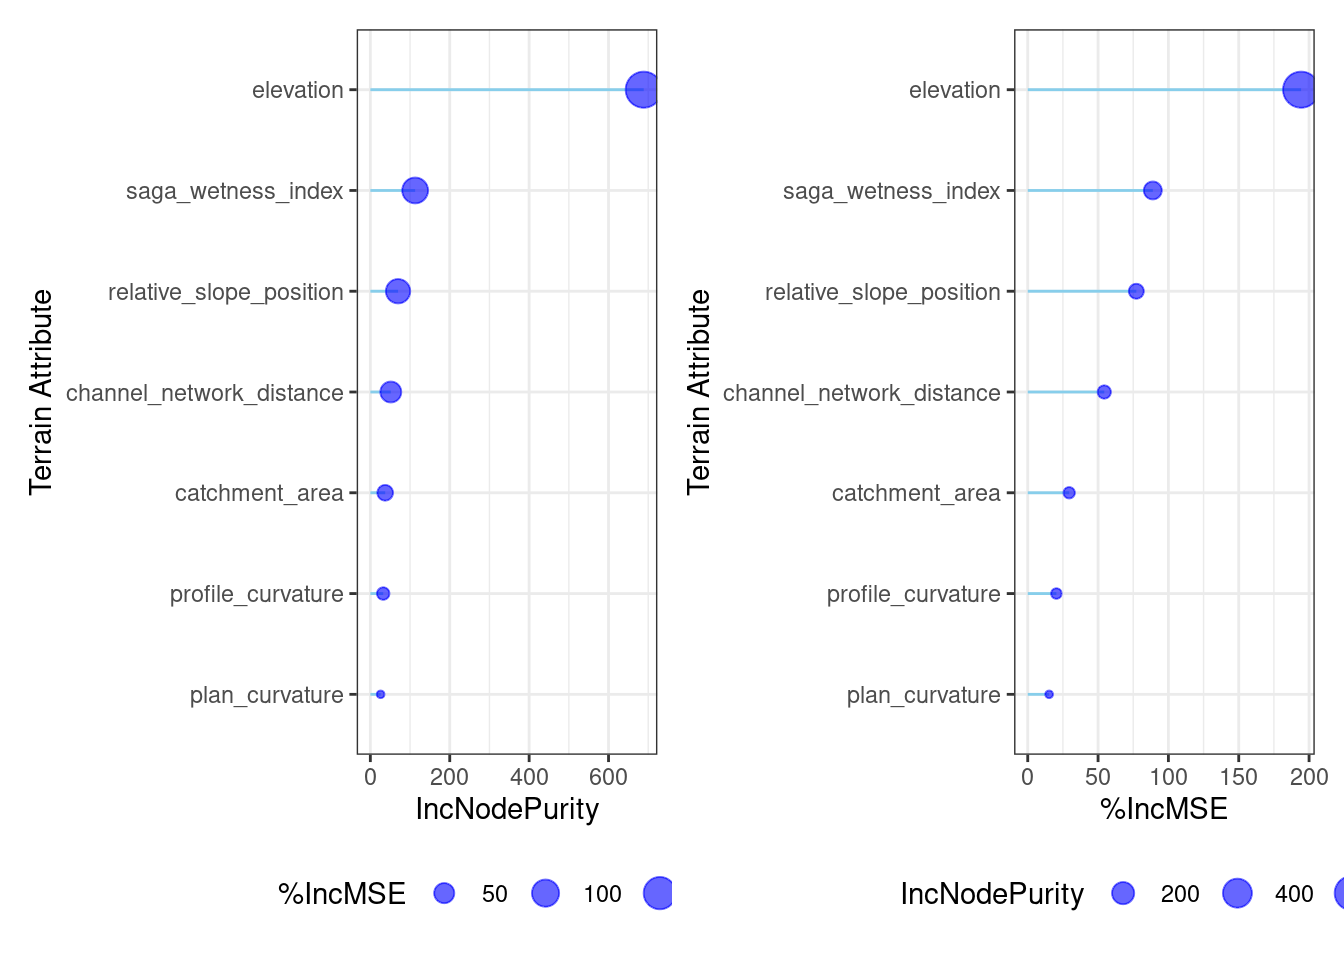 Terrain Attribute
elevation
saga_wetness_index
relative_slope_position
channel_network_distance
catchment_area
profile_curvature
plan_curvature
0 200 400 600
IncNodePurity
%IncMSE 50 100
Terrain Attribute
elevation
saga_wetness_index
relative_slope_position
channel_network_distance
catchment_area
profile_curvature
plan_curvature
0 50 100 150 200
%IncMSE
IncNodePurity 200 400